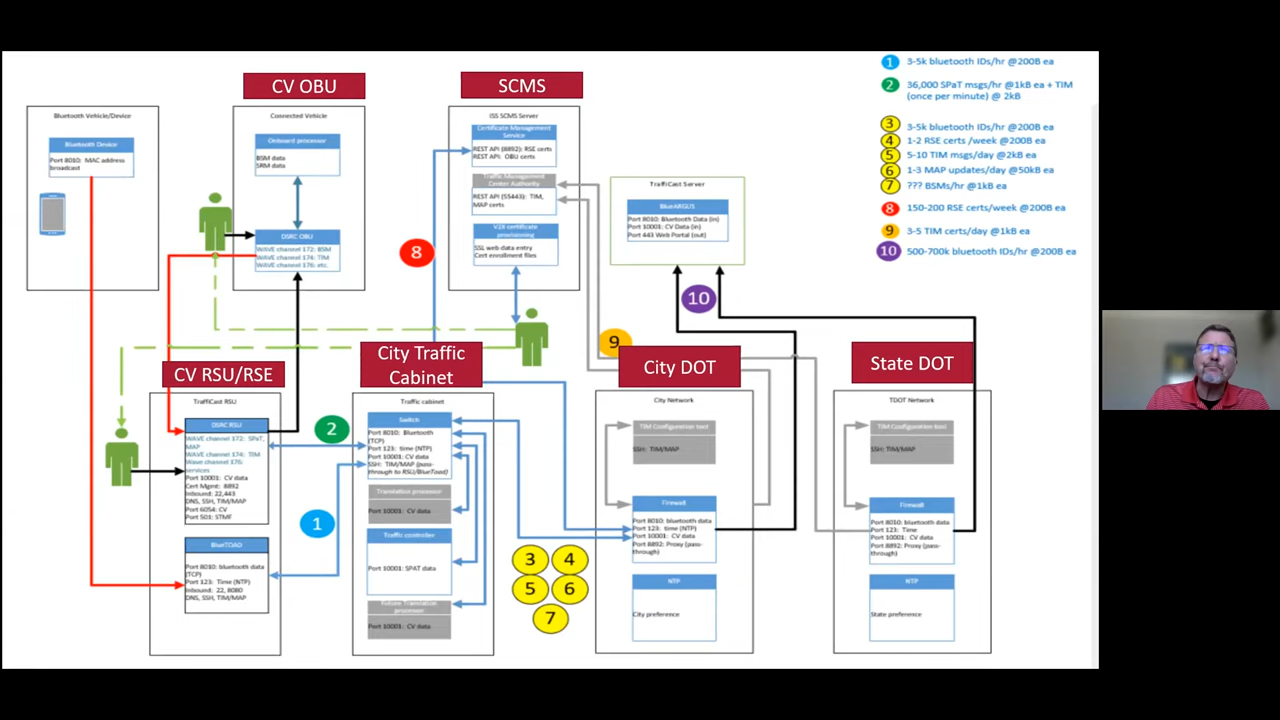 CV OBU
SCMS
Bluetooth Vehicle/Device
Bluetooth Device
Port 8010: MAC address
broadcast
Connected Vehicle
Onboard processor
BSM data
SRM data
DSRC OBU
WAVE channel 172: BSM
WAVE channel 174: TIM
WAVE channel 176: etc.
ISS SCMS Server
Certificate Management
Service
REST API (8892): RSE certs
REST API: OBU certs
Traffic Management
Center Authority
REST API (55443): TIM,
MAP certs
V2X certificate
provisioning
SSL web data entry
Cert enrollment files
TraffiCast Server
BlueARGUS
Port 8010: Bluetooth Data (in)
Port 10001: CV Data (in)
Port 443 Web Portal (out)
1 3-5k bluetooth IDs/hr @200B ea
2 36,000 SPaT msgs/hr @1kB ea + TIM
(once per minute) @ 2kB
3 3-5k bluetooth IDs/hr @200B ea
4 1-2 RSE certs /week @200B ea
5 5-10 TIM msgs/day @2kB ea
6 1-3 MAP updates/day @50kB ea
7 ??? BSMs/hr @1kB ea
8 150-200 RSE certs/week @200B ea
9 3-5 TIM certs/day @1kB ea
10 500-700k bluetooth IDs/hr @200B ea
8
10
9
CV RSU/RSE
City Traffic
Cabinet
City DOT
State DOT
TraffiCast RSU
DSRC RSU
WAVE channel 172: SPaT,
MAP
WAVE channel 174: TIM
Wave channel 176:
services
Port 10001: CV data
Cert Mgmt: 8892
Inbound: 22,443
DNS, SSH, TIM/MAP
Port 6054: CV
Port 501: STMF
BlueTOAD
Port 8010: bluetooth data
(TCP)
Port 123: Time (NTP)
Inbound: 22, 8080
DNS, SSH, TIM/MAP
2
1
Traffic cabinet
Switch
Port 8010: Bluetooth
(TCP)
Port 123: time (NTP)
Port 10001: CV data
SSH: TIM/MAP (pass-
through to RSU/BlueToad)
Translation processor
Port 10001: CV data
Traffic controller
Port 10001: SPAT data
Future Translation
processor
Port 10001: CV data
3 4
5 6
7
City Network
TIM Configuration tool
SSH: TIM/MAP
Firewall
Port 8010: bluetooth data
Port 123: time (NTP)
Port 10001: CV data
Port 8892: Proxy (pass-
through)
NTP
City preference
TDOT Network
TIM Configuration tool
SSH: TIM/MAP
Firewall
Port 8010: bluetooth data
Port 123: Time
Port 10001: CV data
Port 8892: Proxy (pass-
through)
NTP
State preference